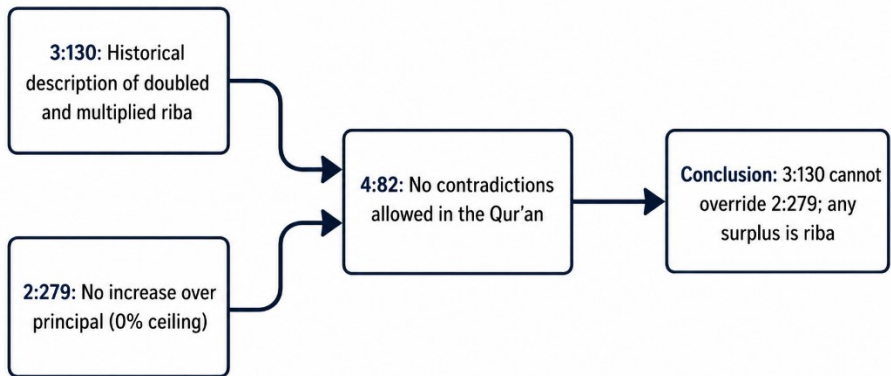 3:130: Historical
description of doubled
and multiplied riba
2:279: No increase over
principal (0% ceiling)
4:82: No contradictions
allowed in the Qur’an
Conclusion: 3:130 cannot
override 2:279; any
surplus is riba